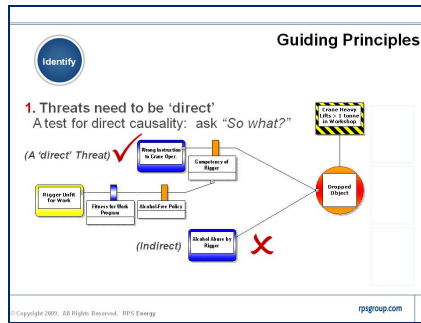 Guiding Principles
Identify
1. Threats need to be ‘direct’
A test for direct causality: ask “So what?”
(A ‘direct’ Threat)
Wrong Instruction
to Crane Oper.
Competency of
Rigger
Crane Heavy
Lifts > 1 tonne
in Workshop
Rigger Unfit
for Work
Fitness for Work
Program
Alcohol-Free Policy
Dropped
Object
(Indirect)
Alcohol Abuse by
Rigger
© Copyright 2009. All Rights Reserved. RPS Energy
rpsgroup.com